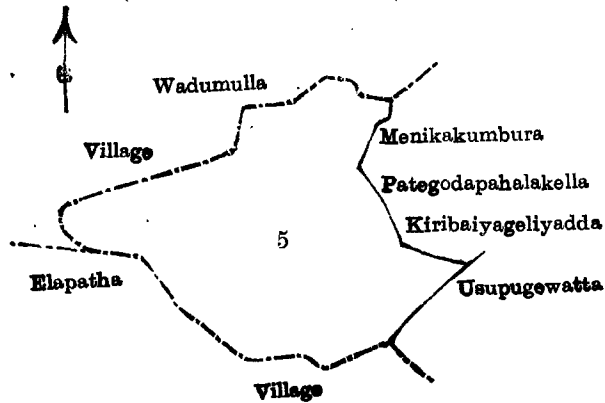 Wadumulla
Menikakumbura
Village
Pategodapahalakella
Kiribaiyageliyadda
5
Elapatha
Usupugewatta
Village